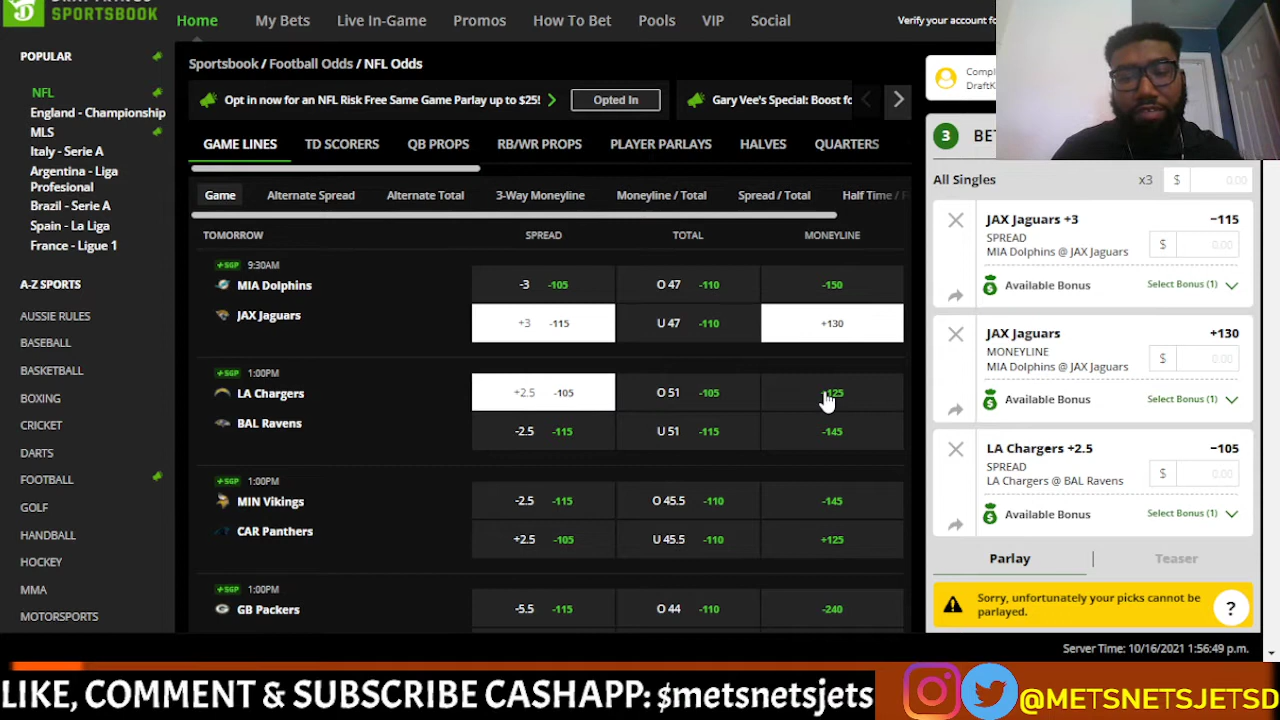 SPORTSBOOK
Home My Bets Live In-Game Promos How To Bet Pools VIP Social
Verify your account
POPULAR
NFL
England - Championship
MLS
Italy - Serie A
Argentina - Liga
Profesional
Brazil - Serie A
Spain - La Liga
France - Ligue 1
A-Z SPORTS
AUSSIE RULES
BASEBALL
BASKETBALL
BOXING
CRICKET
DARTS
FOOTBALL
GOLF
HANDBALL
HOCKEY
MMA
MOTORSPORTS
Sportsbook / Football Odds / NFL Odds
Opt in now for an NFL Risk Free Same Game Parlay up to $25! Opted In
Gary Vee's Special: Boost fo
GAME LINES TD SCORERS QB PROPS RB/WR PROPS PLAYER PARLAYS HALVES QUARTERS
Game Alternate Spread Alternate Total 3-Way Moneyline Moneyline / Total Spread / Total Half Time / F
TOMORROW SPREAD TOTAL MONEYLINE
+SGP 9:30AM
MIA Dolphins -3 -105 O 47 -110 -150
JAX Jaguars +3 -115 U 47 -110 +130
+SGP 1:00PM
LA Chargers +2.5 -105 O 51 -105 +125
BAL Ravens -2.5 -115 U 51 -115 -145
+SGP 1:00PM
MIN Vikings -2.5 -115 O 45.5 -110 -145
CAR Panthers +2.5 -105 U 45.5 -110 +125
+SGP 1:00PM
GB Packers -5.5 -115 O 44 -110 -240
3 BE
All Singles x3 $ 0.00
JAX Jaguars +3 −115
SPREAD
MIA Dolphins @ JAX Jaguars $ 0.00
Available Bonus Select Bonus (1)
JAX Jaguars +130
MONEYLINE
MIA Dolphins @ JAX Jaguars $ 0.00
Available Bonus Select Bonus (1)
LA Chargers +2.5 −105
SPREAD
LA Chargers @ BAL Ravens $ 0.00
Available Bonus Select Bonus (1)
Parlay Teaser
Sorry, unfortunately your picks cannot be
parlayed.
?
Server Time: 10/16/2021 1:56:49 p.m.
LIKE, COMMENT & SUBSCRIBE CASHAPP: $metsnetsjets
@METSNETSJETSD